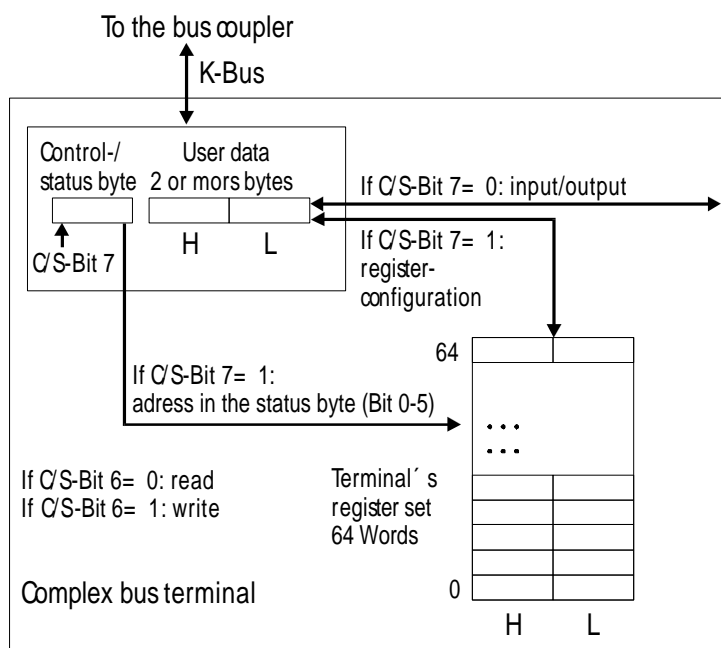 To the bus coupler
K-Bus
Control-/
status byte
User data
2 or mors bytes
H
L
C/S-Bit 7
If C/S-Bit 7= 0: input/output
If C/S-Bit 7= 1:
register-
configuration
If C/S-Bit 7= 1:
adress in the status byte (Bit 0-5)
64
...
...
If C/S-Bit 6= 0: read
If C/S-Bit 6= 1: write
Terminal´s
register set
64 Words
0
H
L
Complex bus terminal